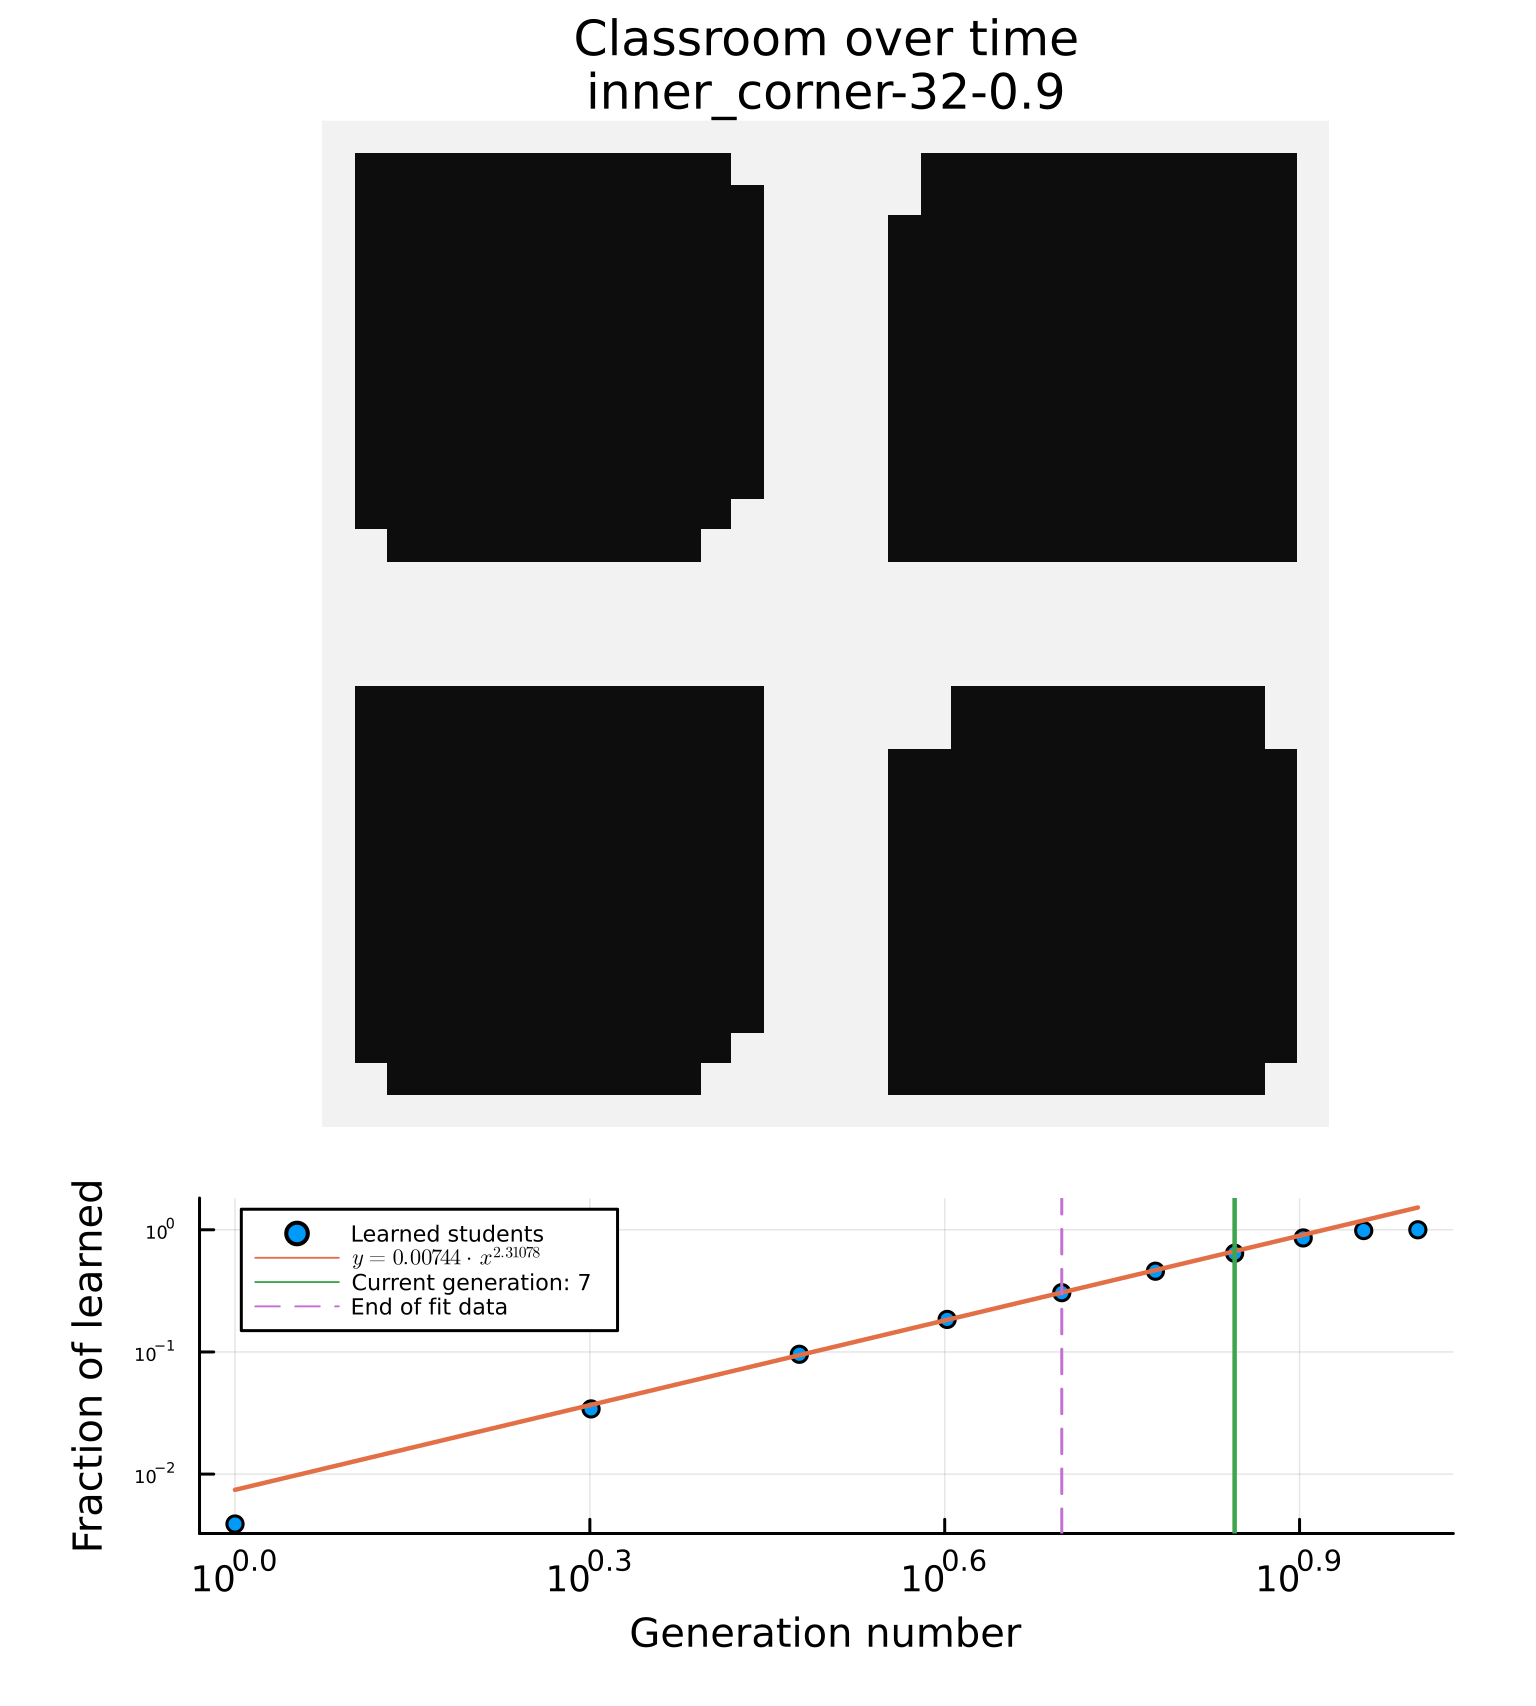 Classroom over time
inner_corner-32-0.9
Fraction of learned
10⁰
10⁻¹
10⁻²
Learned students
y = 0.00744 · x^2.31078
Current generation: 7
End of fit data
10^0.0 10^0.3 10^0.6 10^0.9
Generation number